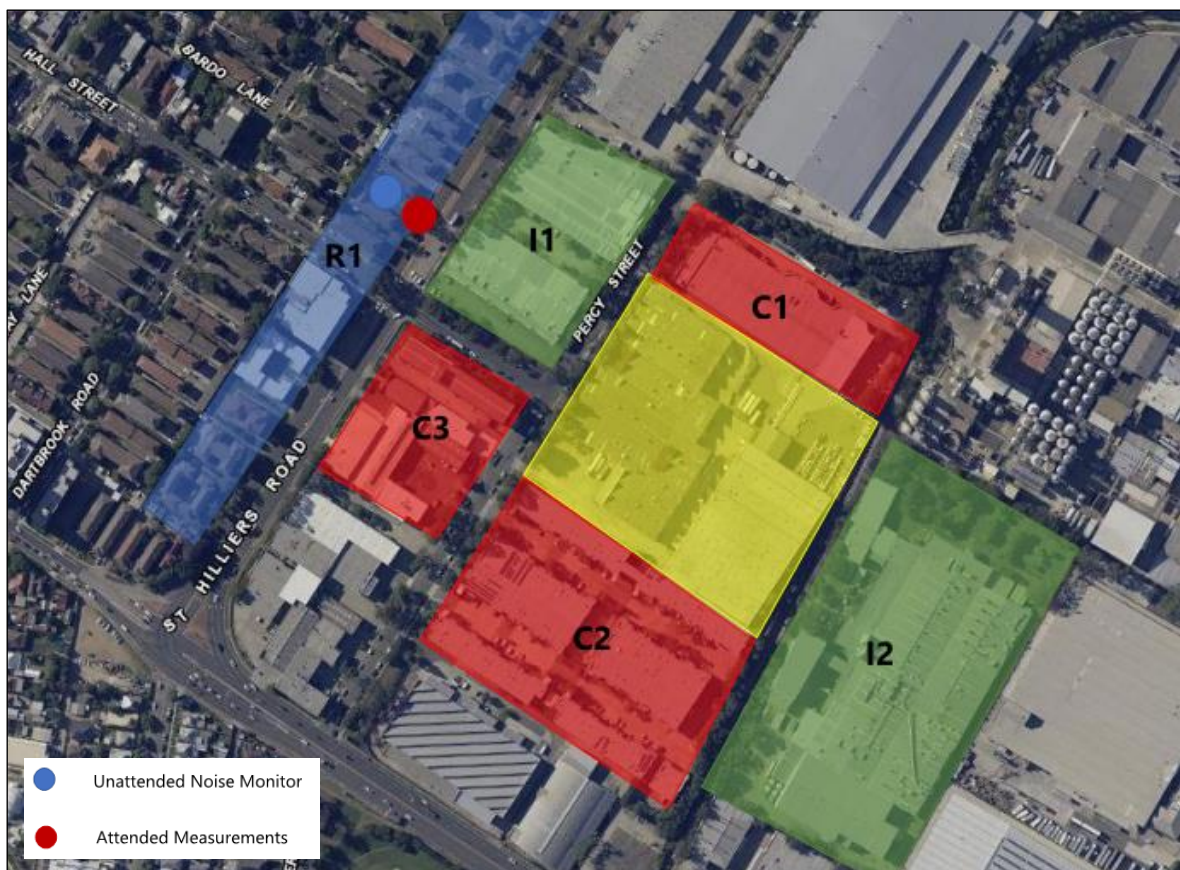 HALL STREET
BARDO LANE
R1
I1
PERCY STREET
C1
AY LANE
DARTBROOK ROAD
C3
ST HILLIERS ROAD
C2
I2
Unattended Noise Monitor
Attended Measurements